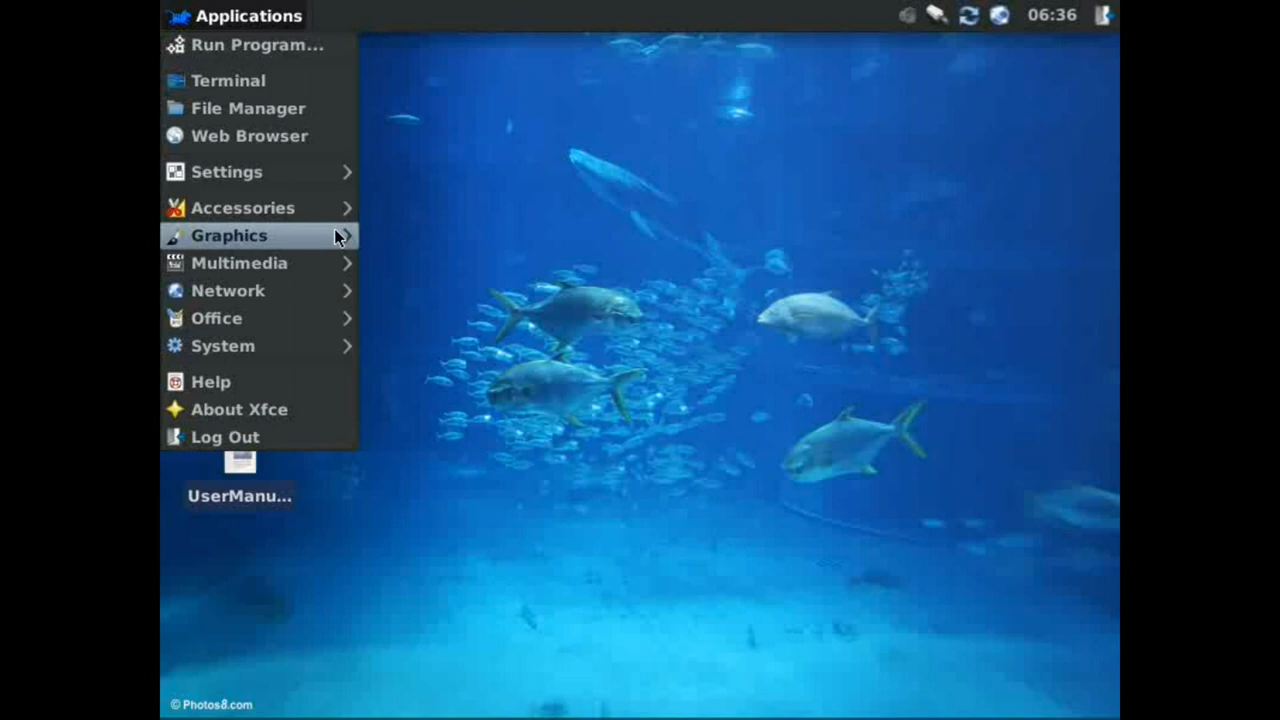 Applications
06:36
Run Program...
Terminal
File Manager
Web Browser
Settings
Accessories
Graphics
Multimedia
Network
Office
System
Help
About Xfce
Log Out
UserManu...
© Photos8.com